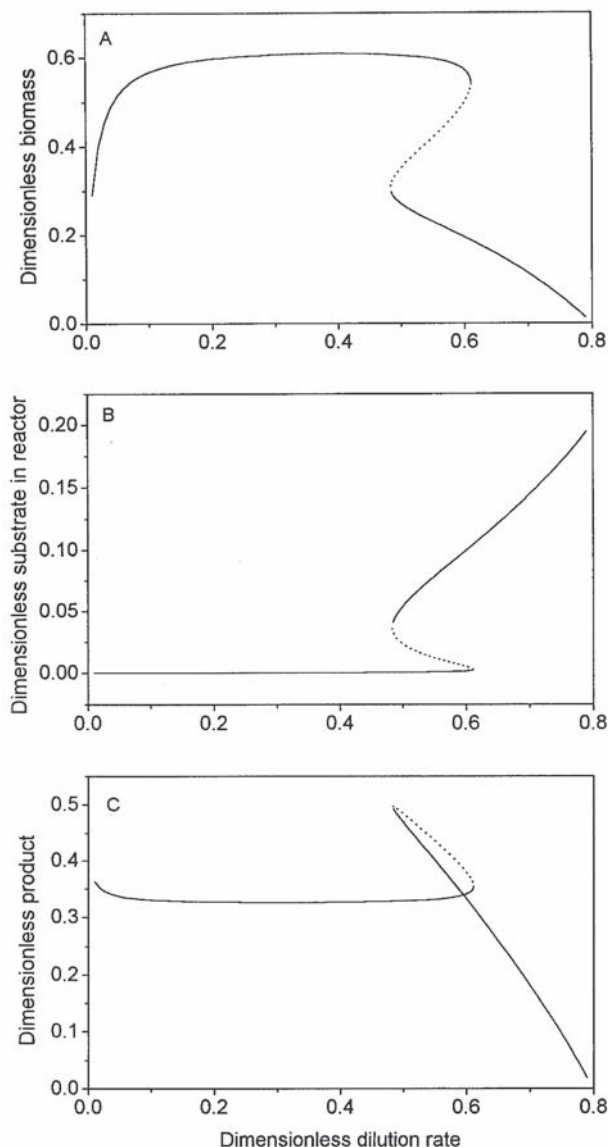 A
Dimensionless biomass
0.6
0.4
0.2
0.0
0.0 0.2 0.4 0.6 0.8
B
Dimensionless substrate in reactor
0.20
0.15
0.10
0.05
0.00
0.0 0.2 0.4 0.6 0.8
C
Dimensionless product
0.5
0.4
0.3
0.2
0.1
0.0
0.0 0.2 0.4 0.6 0.8
Dimensionless dilution rate